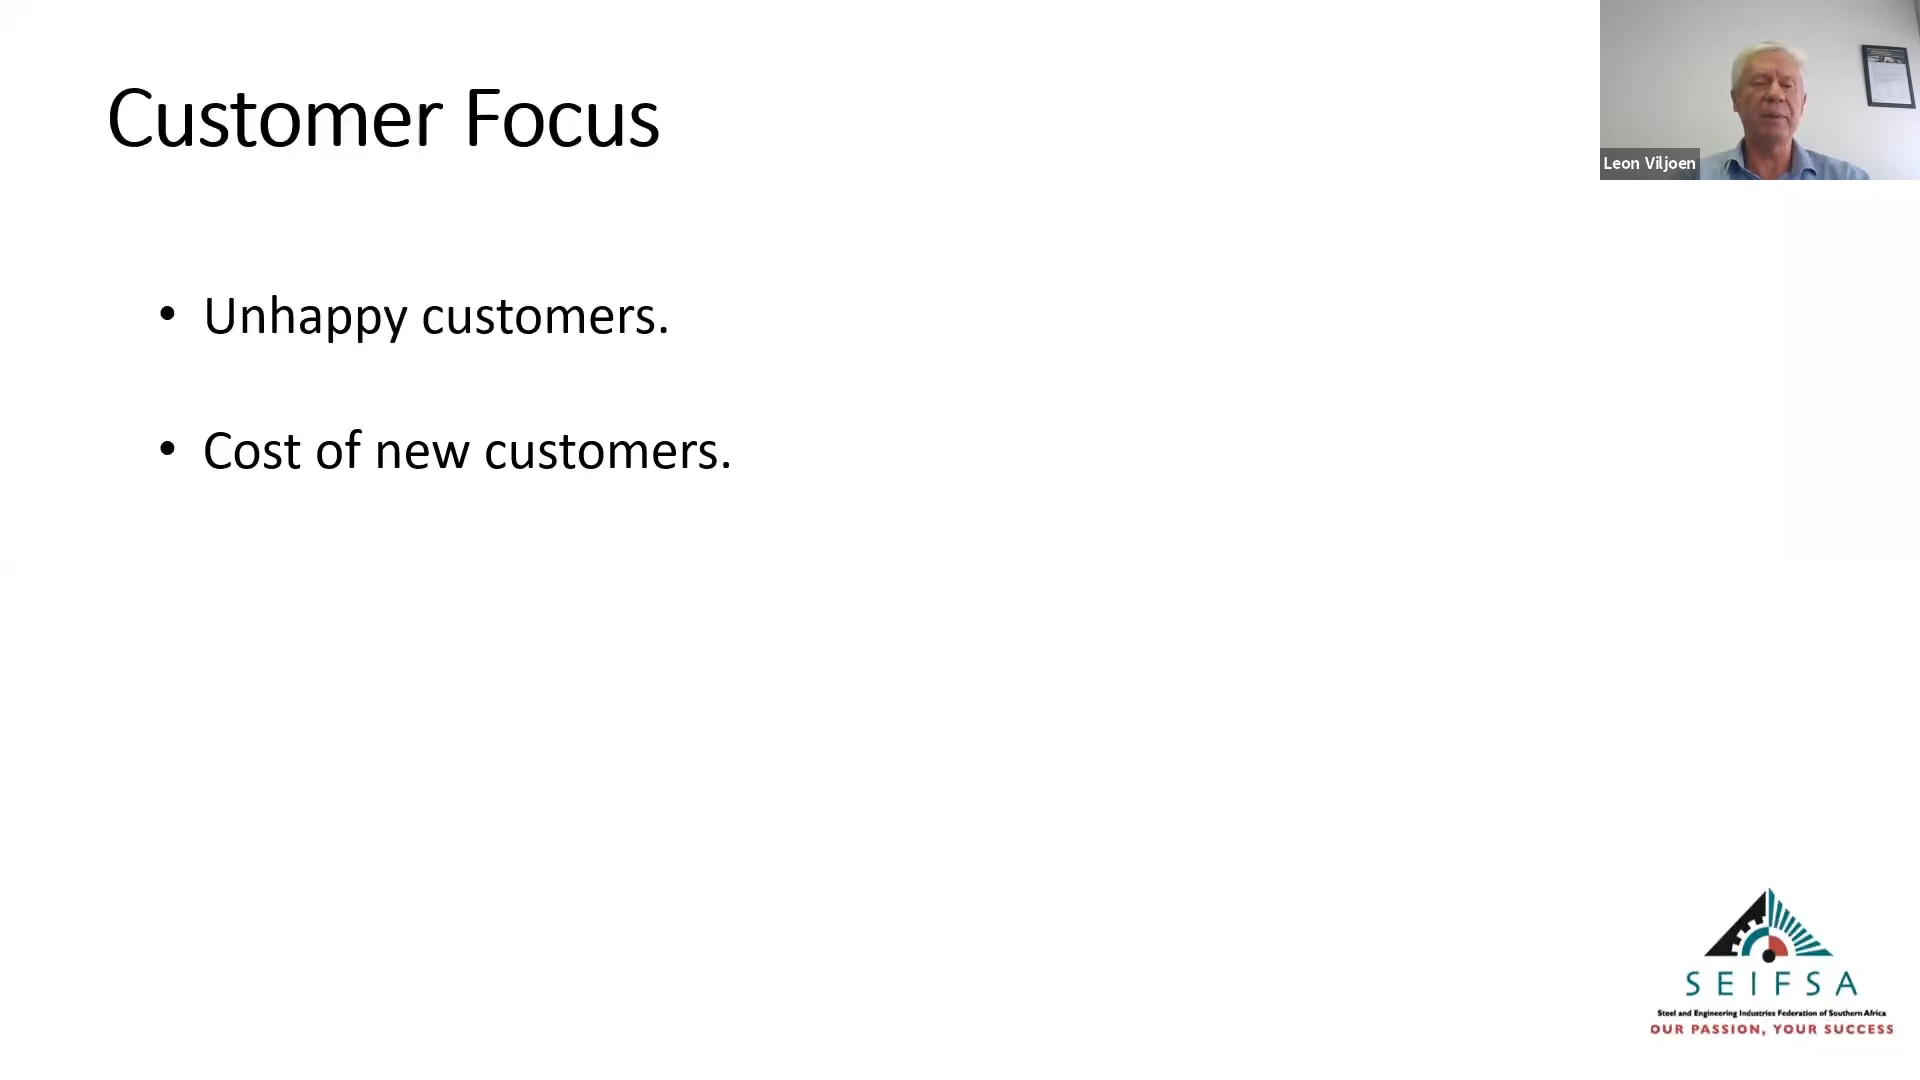 Customer Focus
Leon Viljoen
• Unhappy customers.
• Cost of new customers.
SEIFSA
Steel and Engineering Industries Federation of Southern Africa
OUR PASSION, YOUR SUCCESS